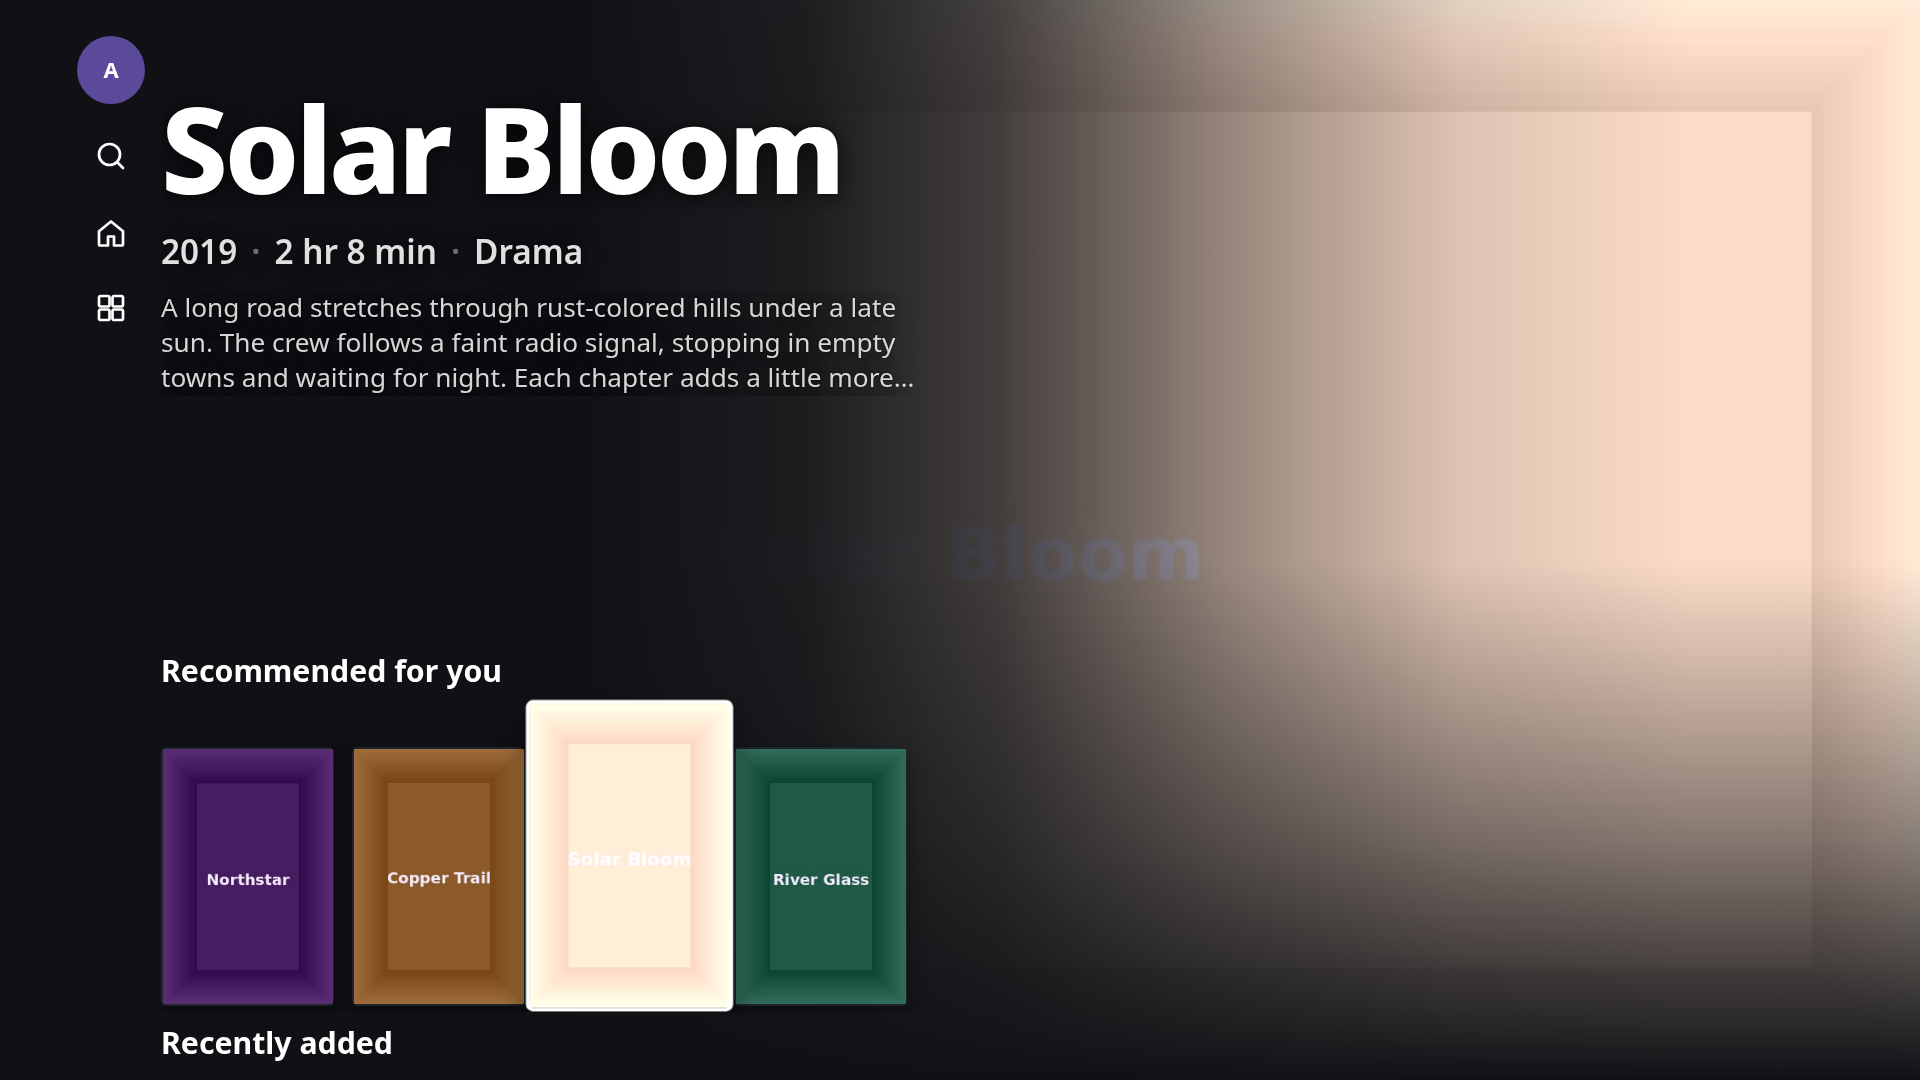 A
Solar Bloom
2019 · 2 hr 8 min · Drama
A long road stretches through rust-colored hills under a late
sun. The crew follows a faint radio signal, stopping in empty
towns and waiting for night. Each chapter adds a little more...
Solar Bloom
Recommended for you
Northstar
Copper Trail
Solar Bloom
River Glass
Recently added